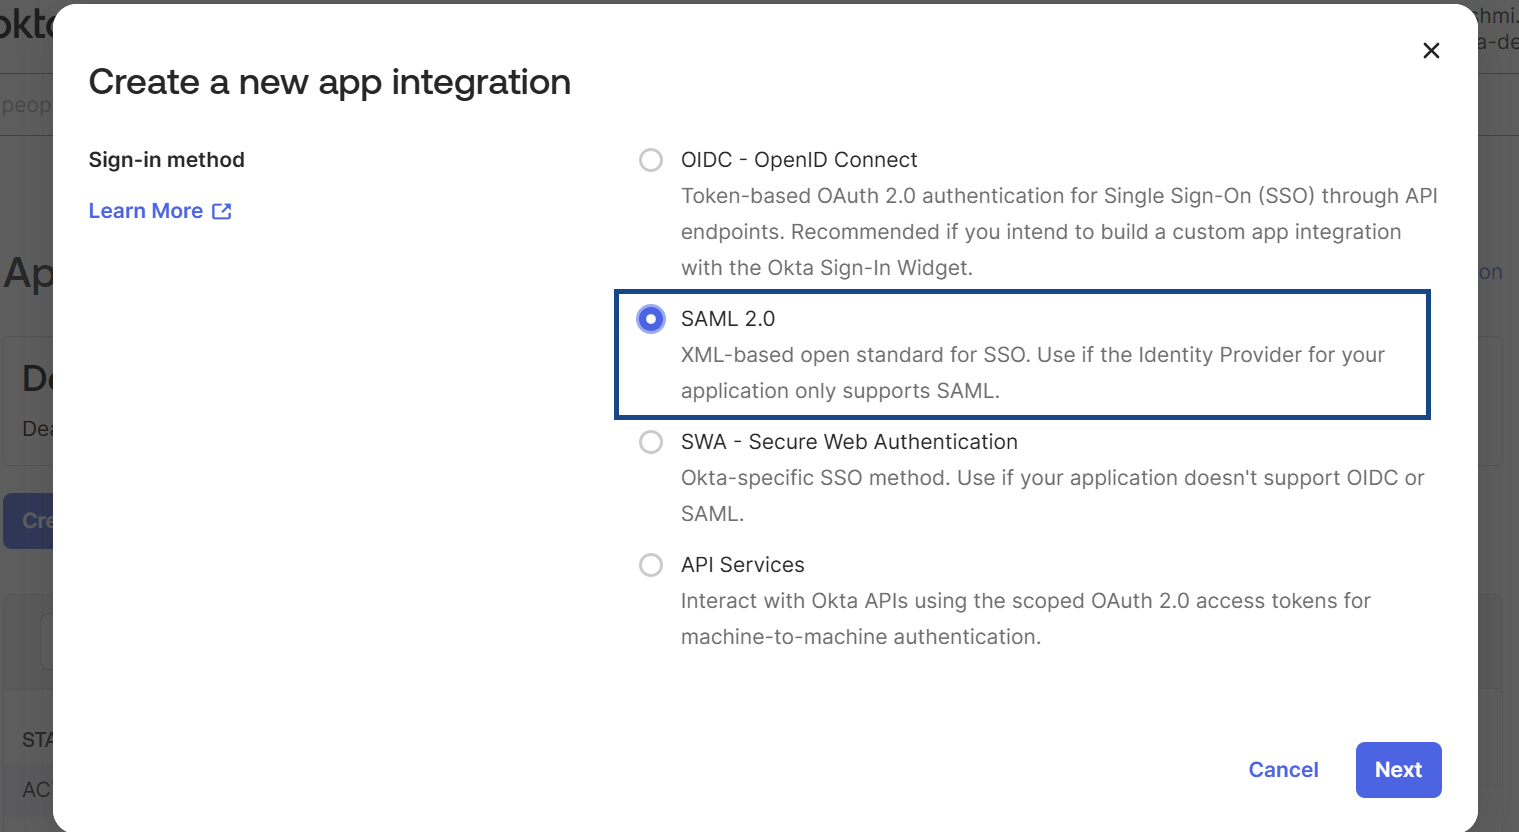 Create a new app integration
Sign-in method
Learn More
OIDC - OpenID Connect
Token-based OAuth 2.0 authentication for Single Sign-On (SSO) through API
endpoints. Recommended if you intend to build a custom app integration
with the Okta Sign-In Widget.
SAML 2.0
XML-based open standard for SSO. Use if the Identity Provider for your
application only supports SAML.
SWA - Secure Web Authentication
Okta-specific SSO method. Use if your application doesn't support OIDC or
SAML.
API Services
Interact with Okta APIs using the scoped OAuth 2.0 access tokens for
machine-to-machine authentication.
Cancel
Next